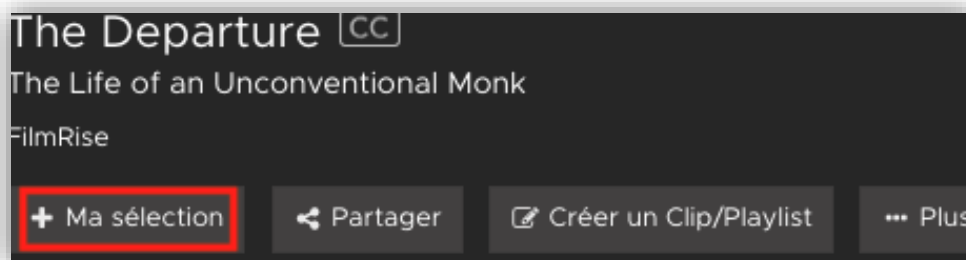 The Departure CC
The Life of an Unconventional Monk
FilmRise
+ Ma sélection Partager Créer un Clip/Playlist ••• Plus